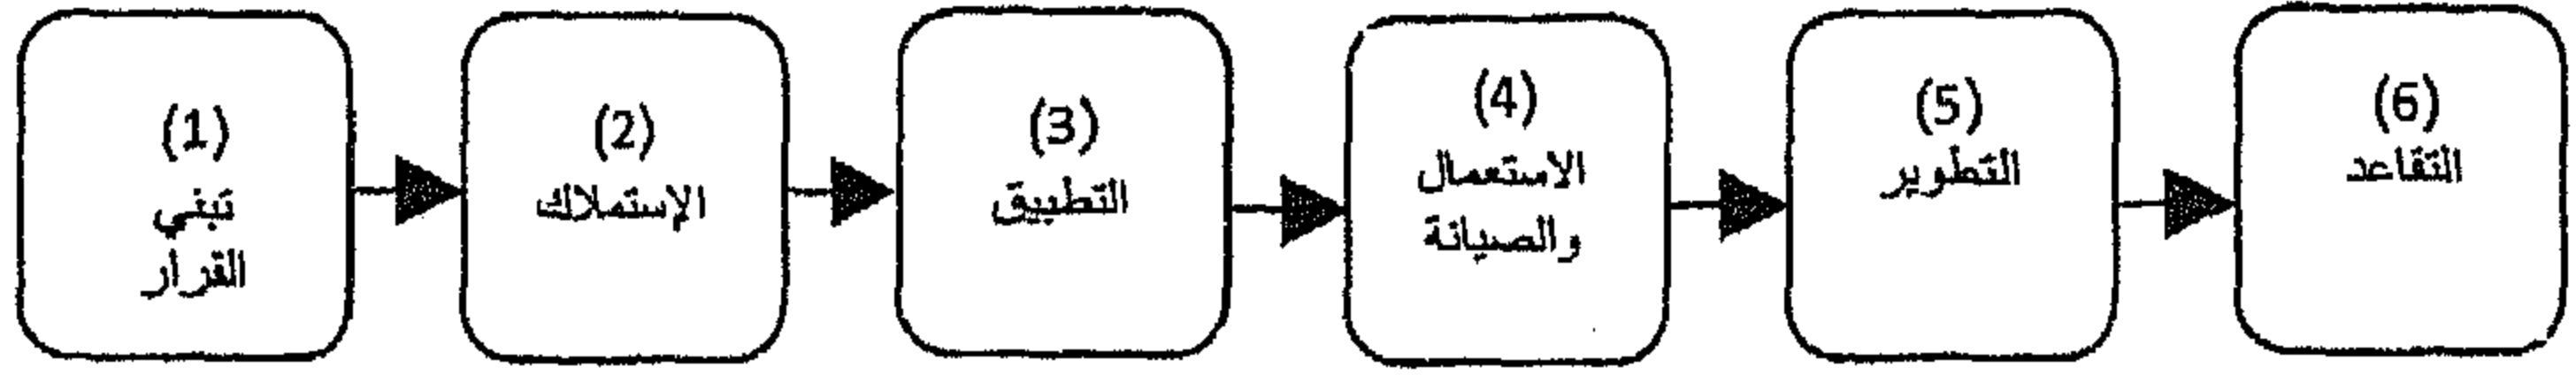 (1)
تبني
القرار
(2)
الإستملاك
(3)
التطبيق
(4)
الاستعمال
والصيانة
(5)
التطوير
(6)
التقاعد